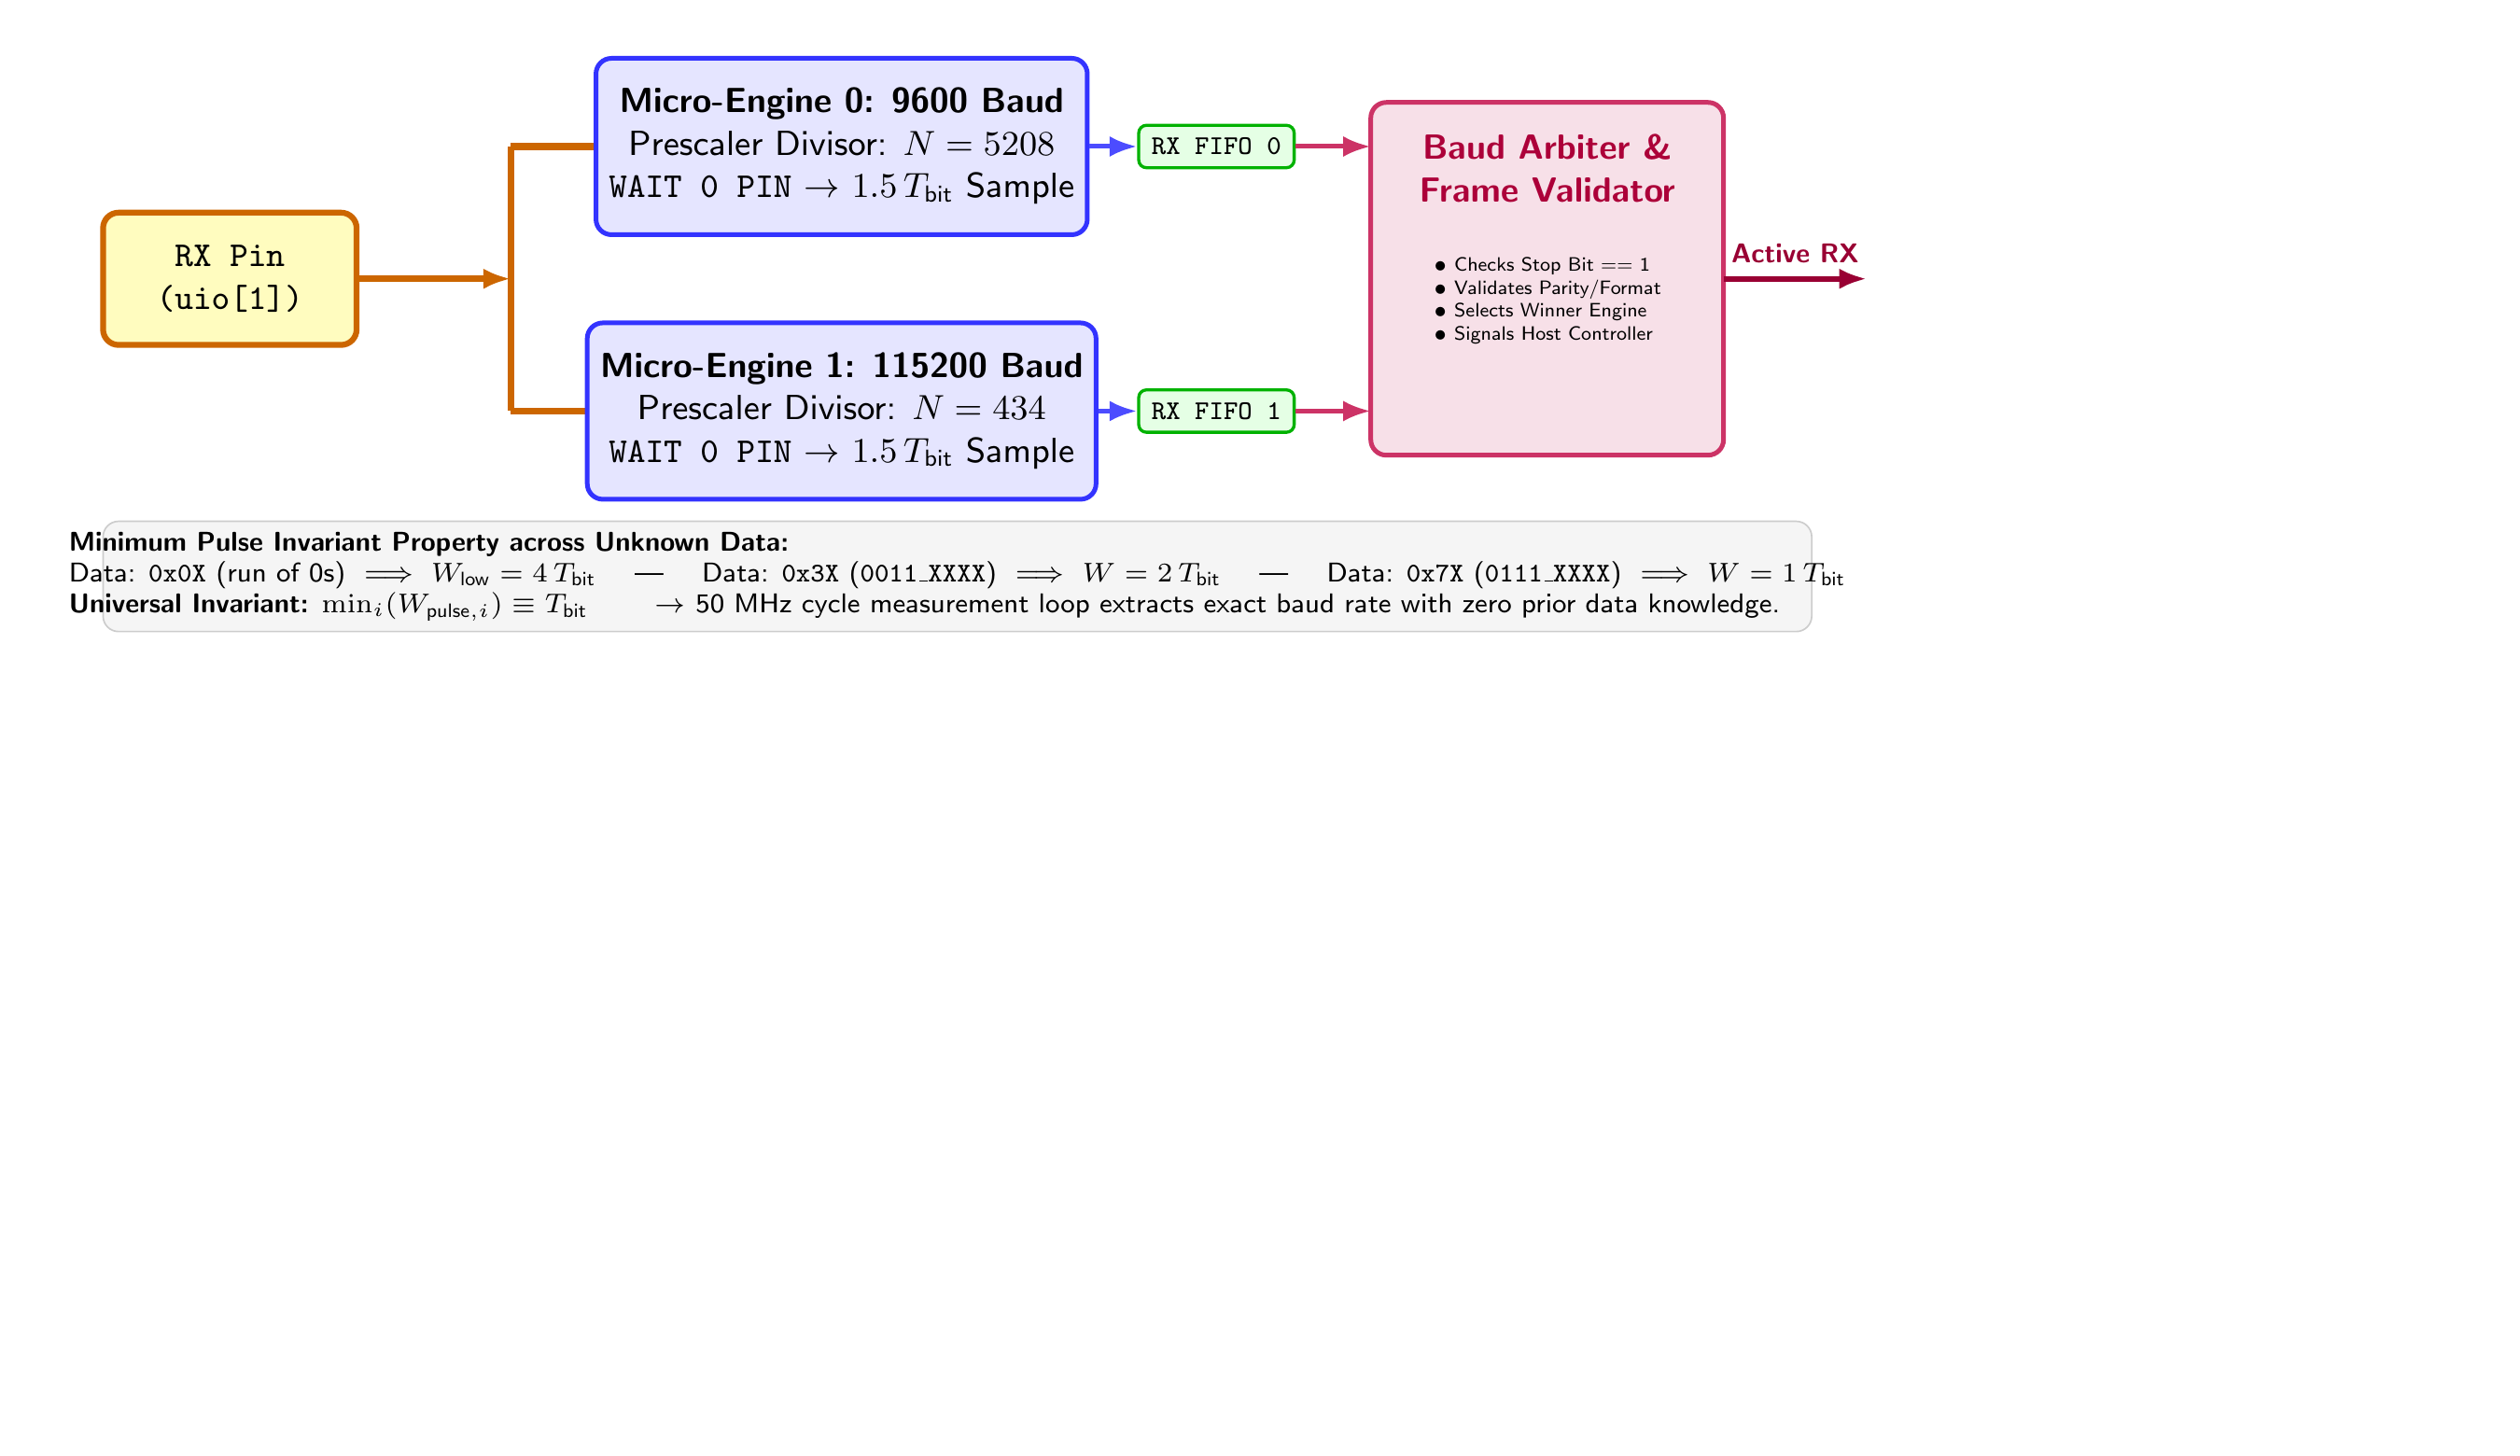 RX Pin
(uio[1])
Micro-Engine 0: 9600 Baud
Prescaler Divisor: N = 5208
WAIT 0 PIN → 1.5 T_bit Sample
Micro-Engine 1: 115200 Baud
Prescaler Divisor: N = 434
WAIT 0 PIN → 1.5 T_bit Sample
RX FIFO 0
RX FIFO 1
Baud Arbiter &
Frame Validator
• Checks Stop Bit == 1
• Validates Parity/Format
• Selects Winner Engine
• Signals Host Controller
Active RX
Minimum Pulse Invariant Property across Unknown Data:
Data: 0x0X (run of 0s) ⟹ W_low = 4 T_bit — Data: 0x3X (0011_XXXX) ⟹ W = 2 T_bit — Data: 0x7X (0111_XXXX) ⟹ W = 1 T_bit
Universal Invariant: min_i(W_pulse,i) ≡ T_bit → 50 MHz cycle measurement loop extracts exact baud rate with zero prior data knowledge.